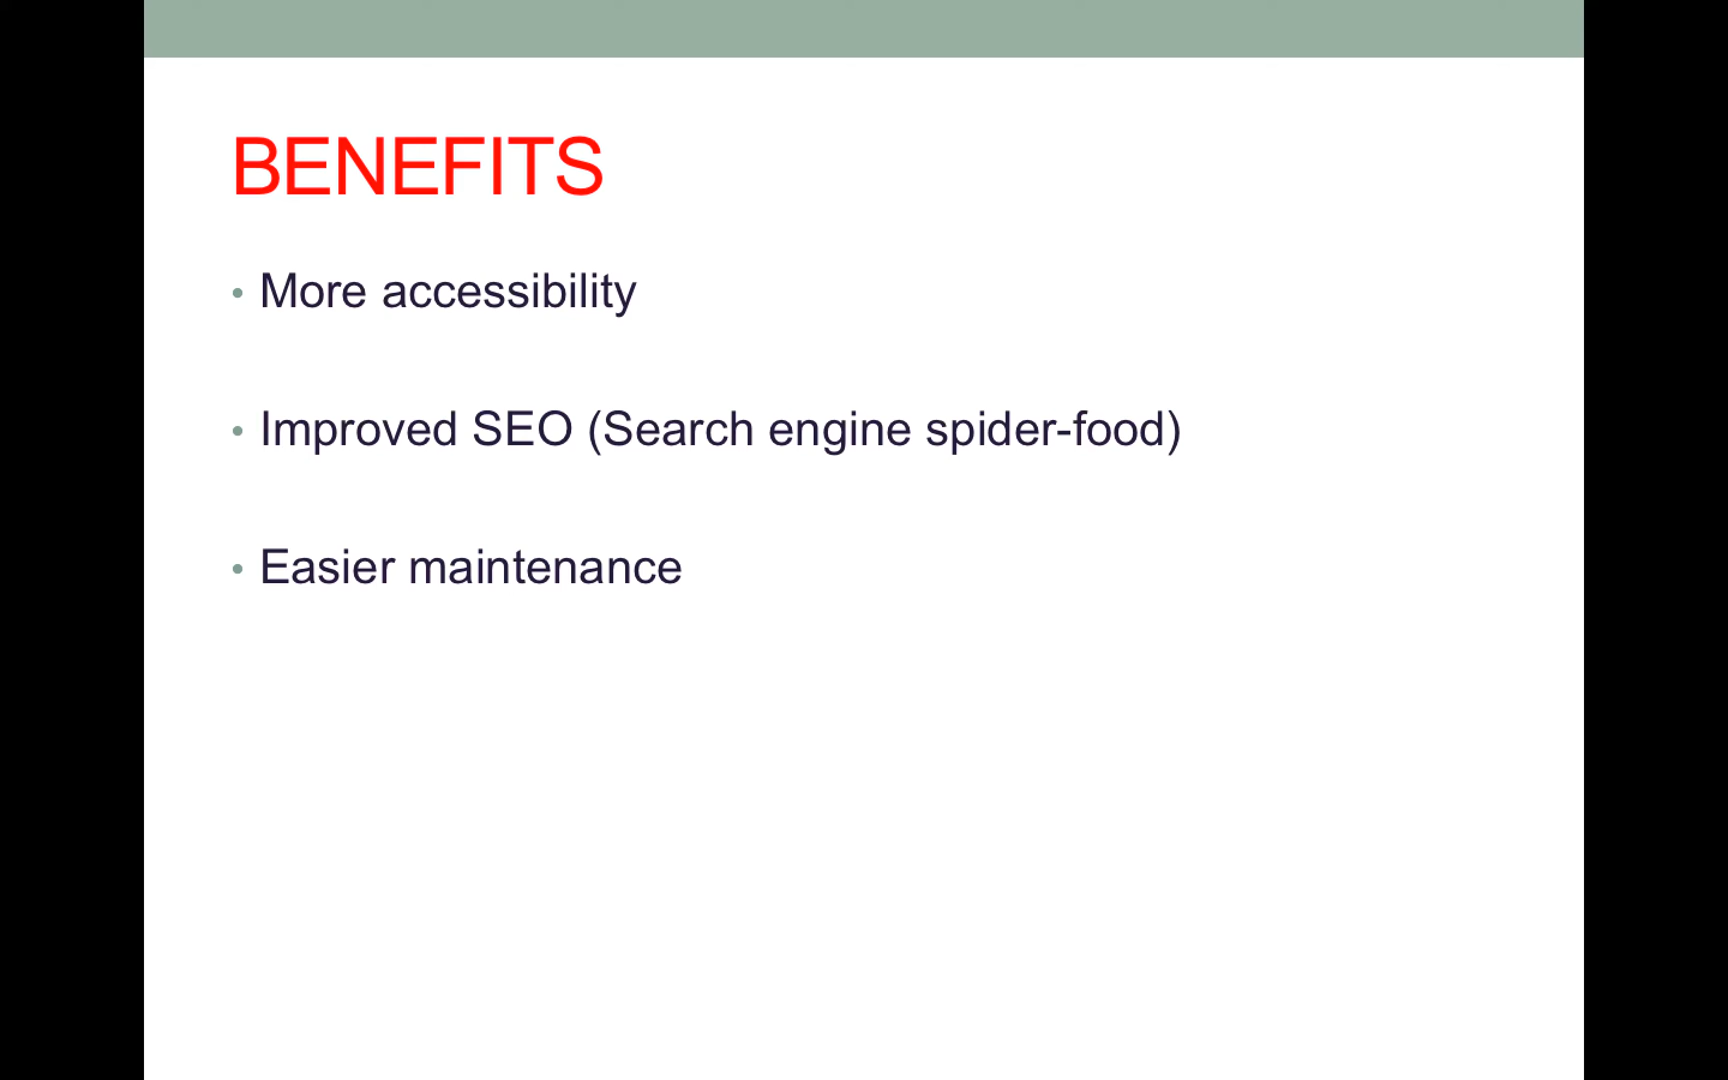 BENEFITS
• More accessibility
• Improved SEO (Search engine spider-food)
• Easier maintenance